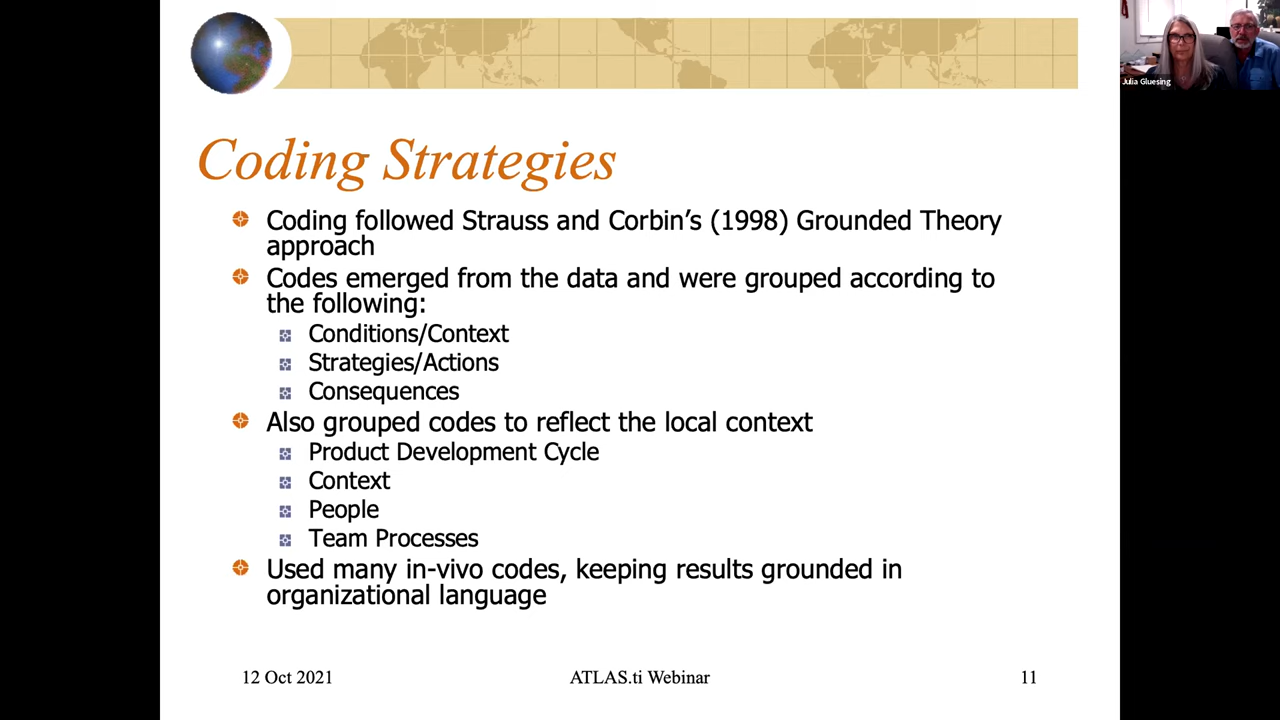 Julia Gluesing
Coding Strategies
Coding followed Strauss and Corbin's (1998) Grounded Theory
approach
Codes emerged from the data and were grouped according to
the following:
Conditions/Context
Strategies/Actions
Consequences
Also grouped codes to reflect the local context
Product Development Cycle
Context
People
Team Processes
Used many in-vivo codes, keeping results grounded in
organizational language
12 Oct 2021
ATLAS.ti Webinar
11